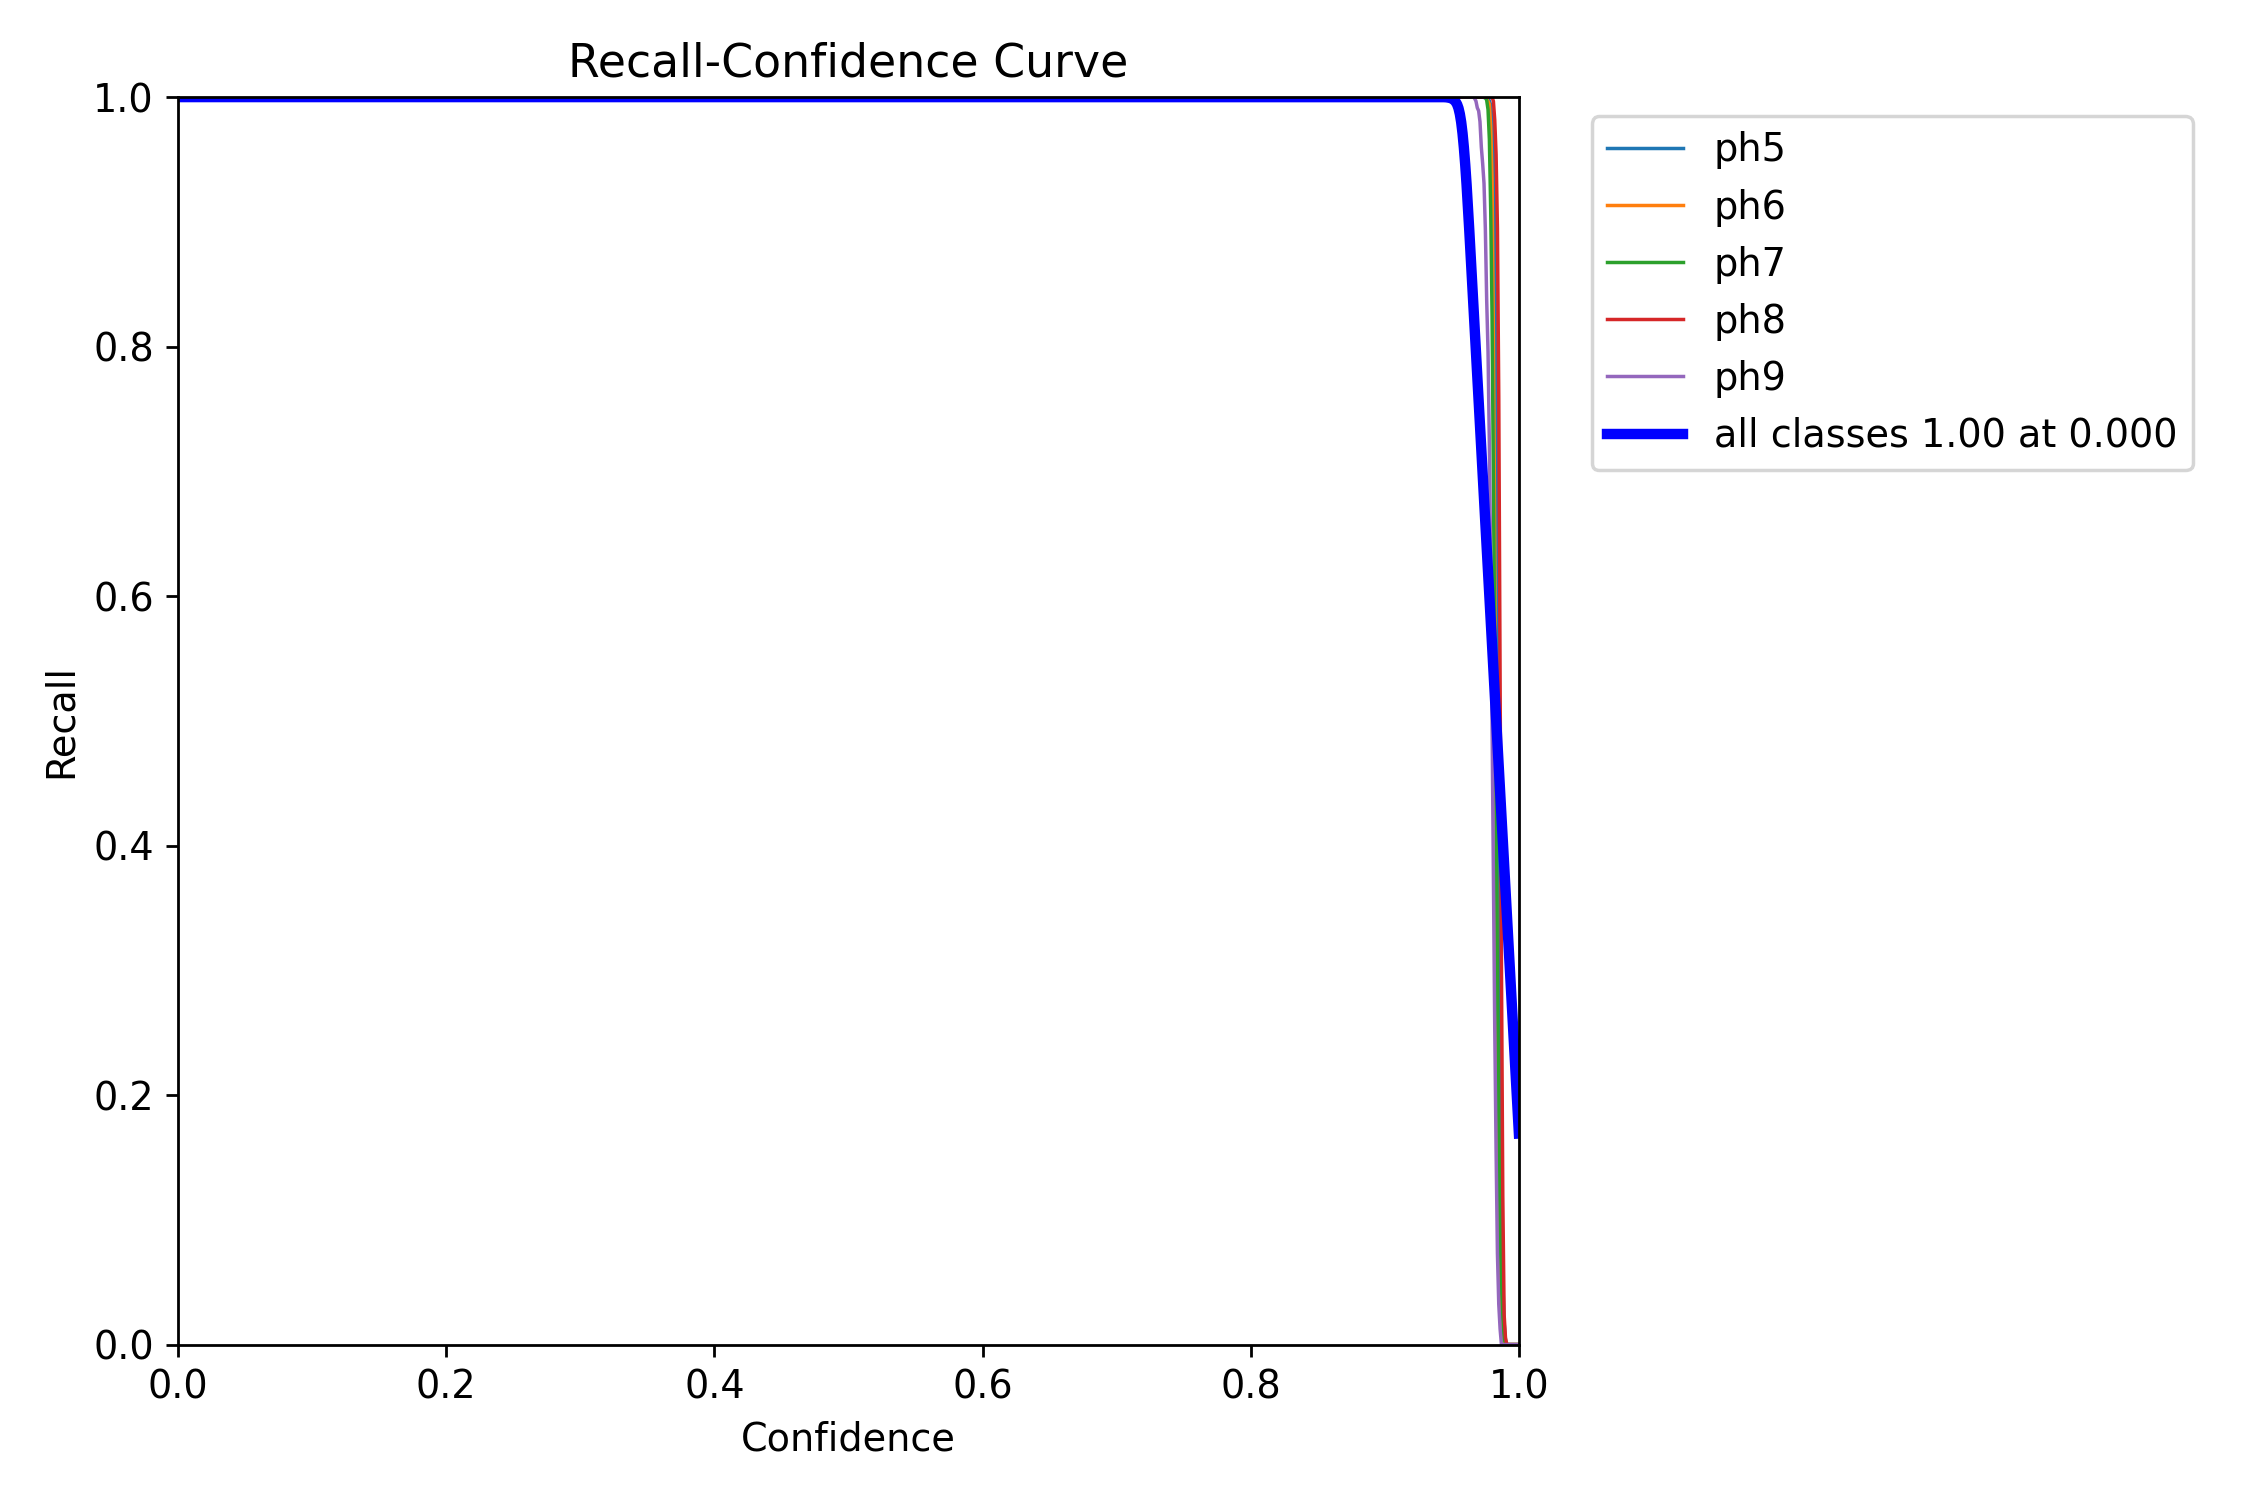 Recall-Confidence Curve
1.0
0.8
0.6
0.4
0.2
0.0
Recall
0.0 0.2 0.4 0.6 0.8 1.0
Confidence
ph5
ph6
ph7
ph8
ph9
all classes 1.00 at 0.000